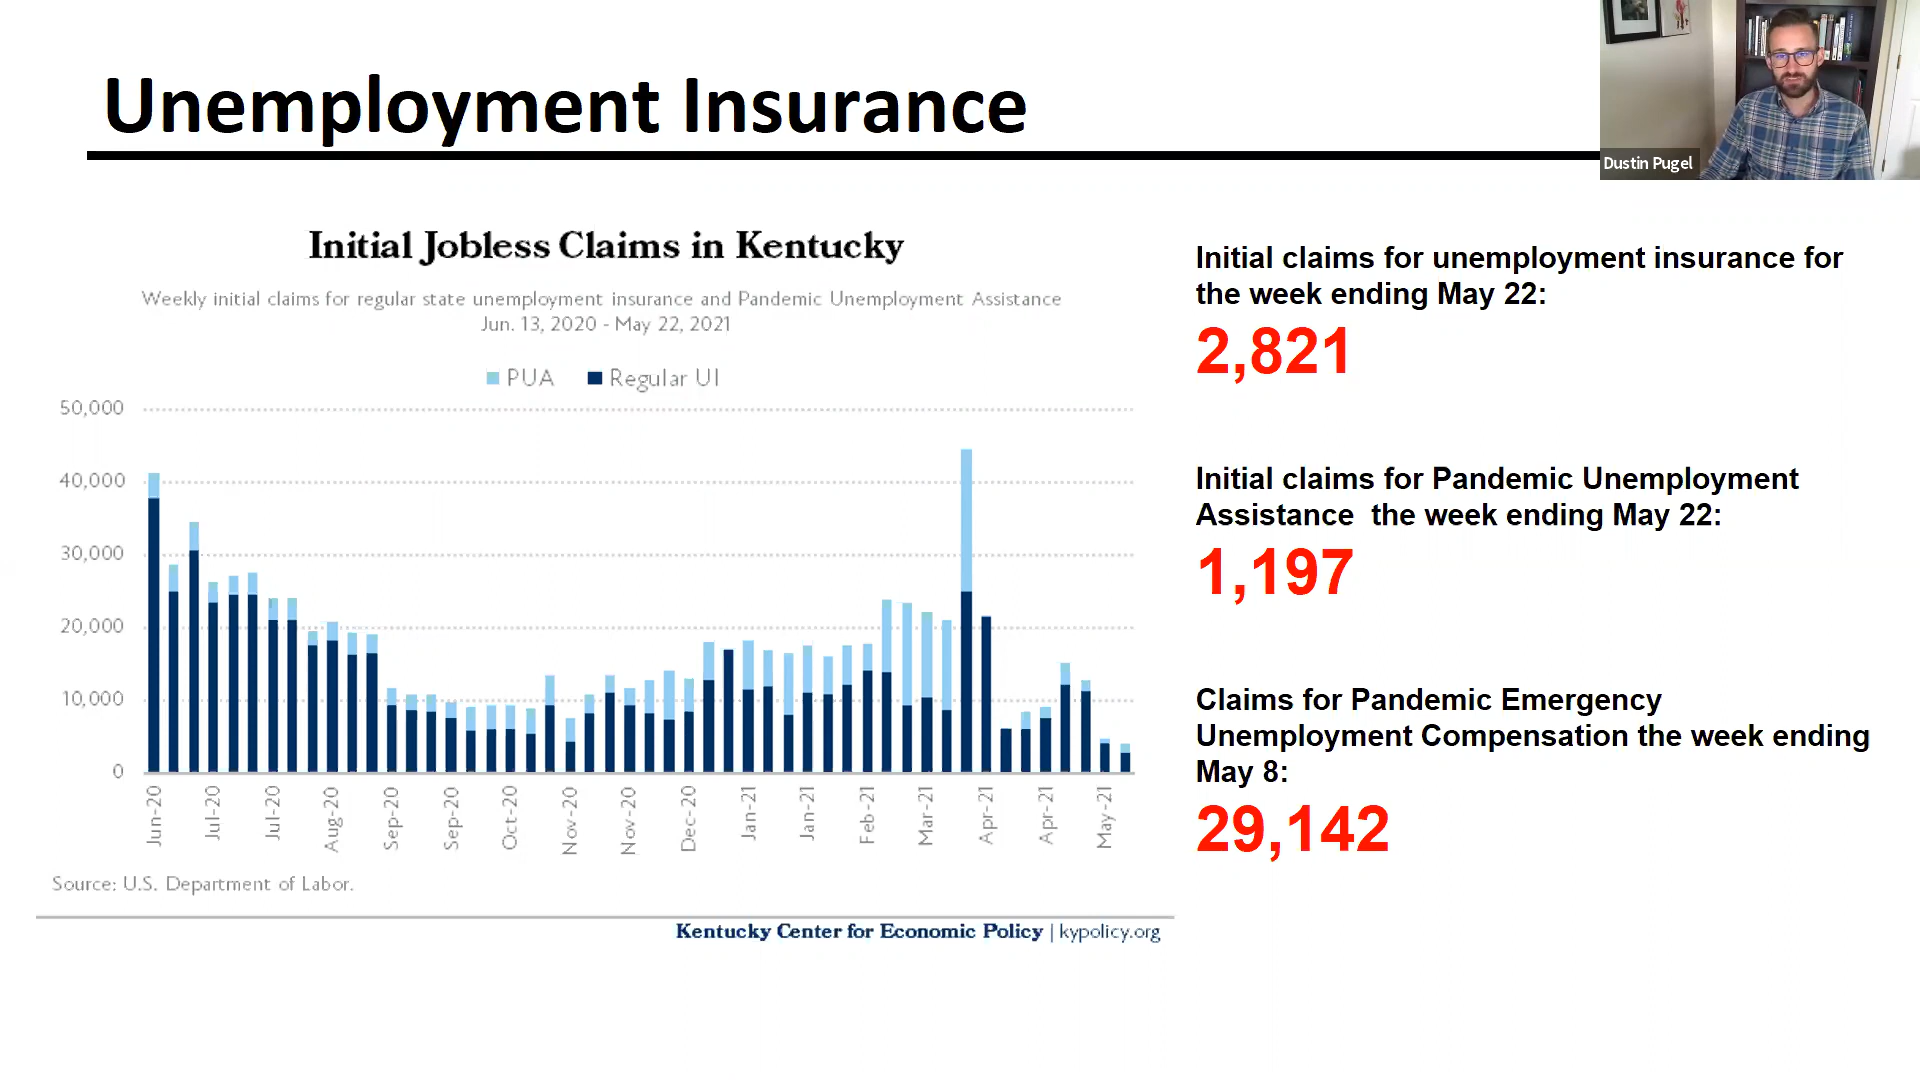 Unemployment Insurance
Dustin Pugel
Initial Jobless Claims in Kentucky
Weekly initial claims for regular state unemployment insurance and Pandemic Unemployment Assistance
Jun. 13, 2020 - May 22, 2021
PUA Regular UI
50,000
40,000
30,000
20,000
10,000
0
Jun-20 Jul-20 Jul-20 Aug-20 Sep-20 Sep-20 Oct-20 Nov-20 Nov-20 Dec-20 Jan-21 Jan-21 Feb-21 Mar-21 Apr-21 Apr-21 May-21
Source: U.S. Department of Labor.
Kentucky Center for Economic Policy | kypolicy.org
Initial claims for unemployment insurance for
the week ending May 22:
2,821
Initial claims for Pandemic Unemployment
Assistance  the week ending May 22:
1,197
Claims for Pandemic Emergency
Unemployment Compensation the week ending
May 8:
29,142